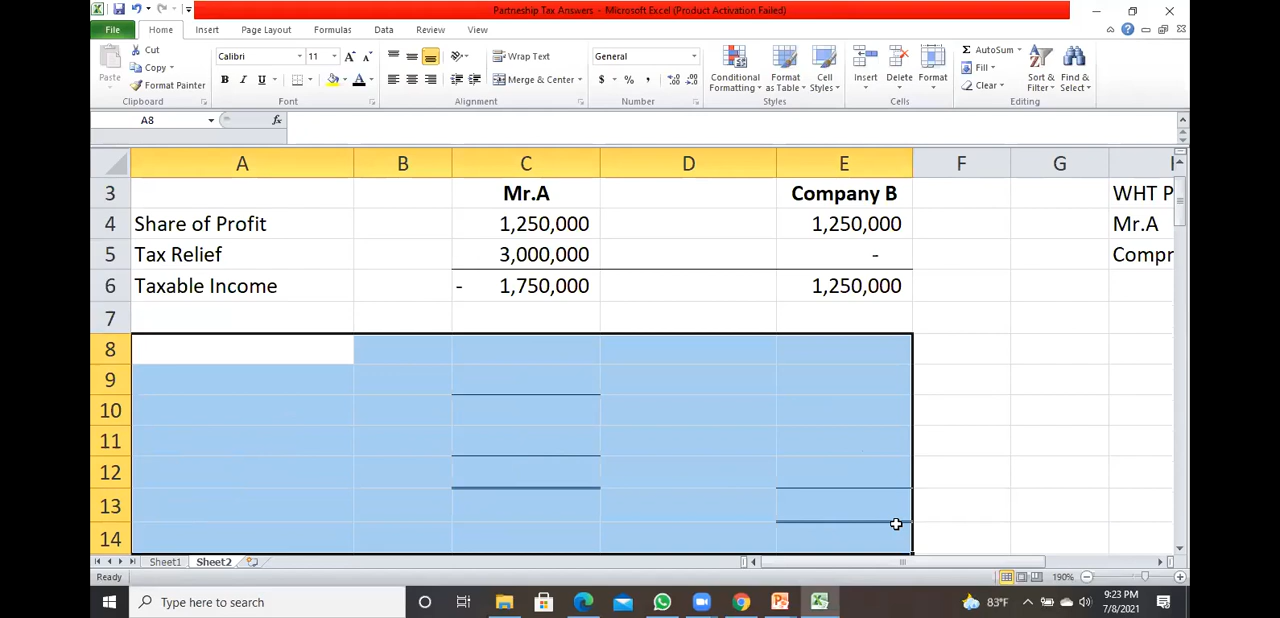 Partneship Tax Answers - Microsoft Excel (Product Activation Failed)
File Home Insert Page Layout Formulas Data Review View
Paste Cut Copy Format Painter Clipboard
Calibri 11 A A B I U A Font
Wrap Text Merge & Center Alignment
General $ % , .0 .00 .00 .0 Number
Conditional Formatting Format as Table Cell Styles Styles
Insert Delete Format Cells
Σ AutoSum Fill Clear Sort & Filter Find & Select Editing
A8 fx
A B C D E F G
3 Mr.A Company B WHT P
4 Share of Profit 1,250,000 1,250,000 Mr.A
5 Tax Relief 3,000,000 - Compr
6 Taxable Income - 1,750,000 1,250,000
7
8
9
10
11
12
13
14
Sheet1 Sheet2
Ready 190%
Type here to search 83°F 9:23 PM
7/8/2021